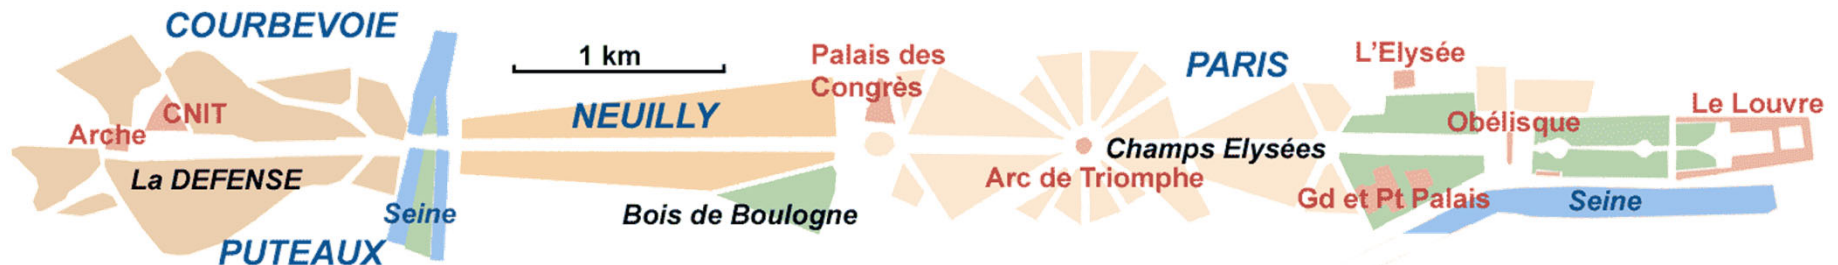 COURBEVOIE
1 km
Palais des
Congrès
PARIS
L'Elysée
CNIT
NEUILLY
Le Louvre
Arche
Obélisque
Champs Elysées
La DEFENSE
Arc de Triomphe
Seine
Bois de Boulogne
Gd et Pt Palais
Seine
PUTEAUX